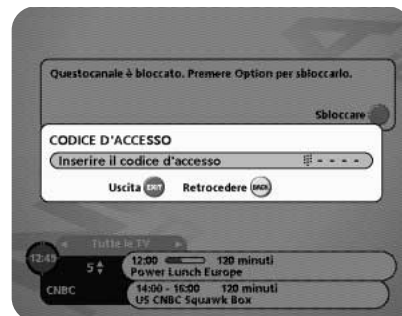 Questocanale è bloccato. Premere Option per sbloccarlo.
Sbloccare
CODICE D'ACCESSO
Inserire il codice d'accesso - - - -
Uscita EXIT Retrocedere BACK
Tutte le TV
12:45
5
12:00 120 minuti
Power Lunch Europe
CNBC
14:00 - 16:00 120 minuti
US CNBC Squawk Box